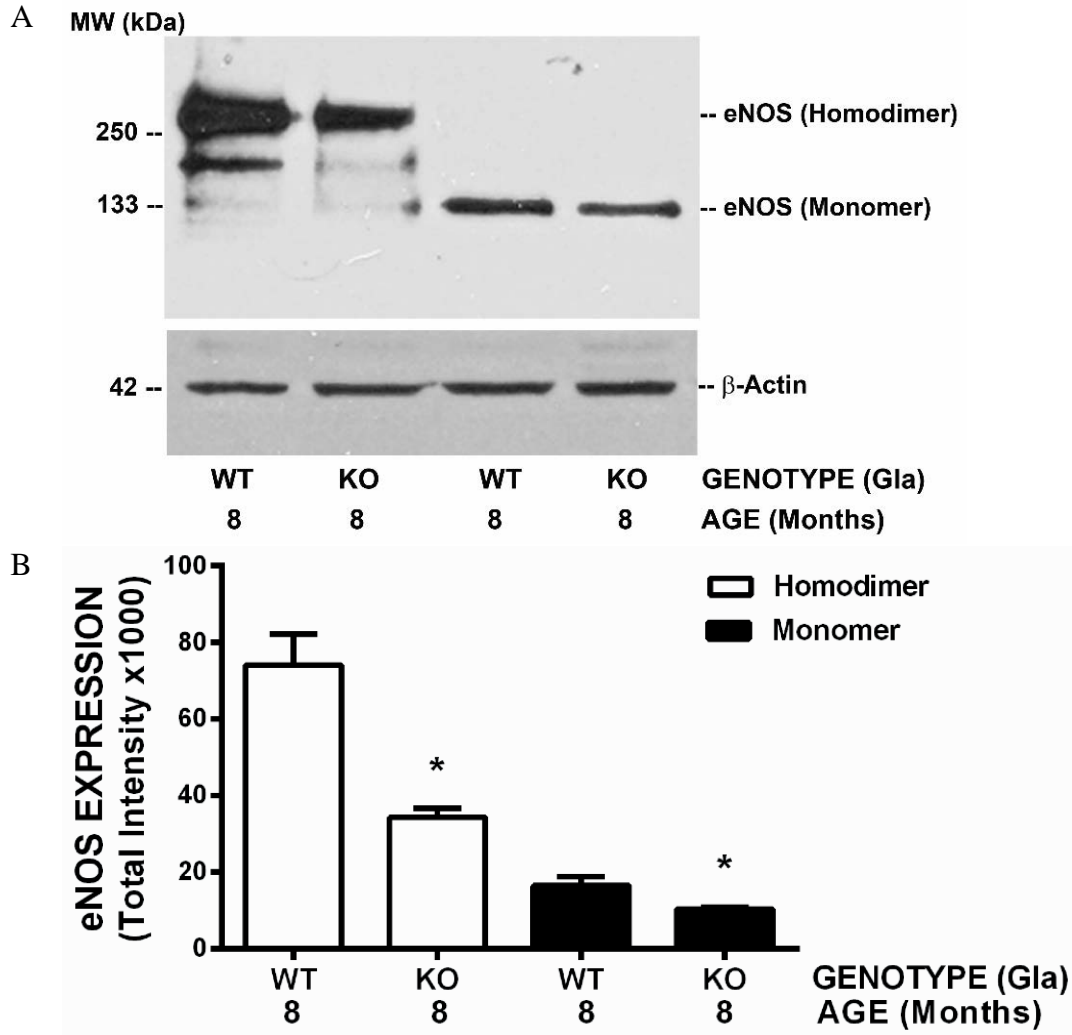 A
MW (kDa)
250 --
-- eNOS (Homodimer)
133 --
-- eNOS (Monomer)
42 --
-- β-Actin
WT KO WT KO GENOTYPE (Gla)
8 8 8 8 AGE (Months)
B
eNOS EXPRESSION
(Total Intensity x1000)
100
80
60
40
20
0
Homodimer
Monomer
*
*
WT KO WT KO GENOTYPE (Gla)
8 8 8 8 AGE (Months)